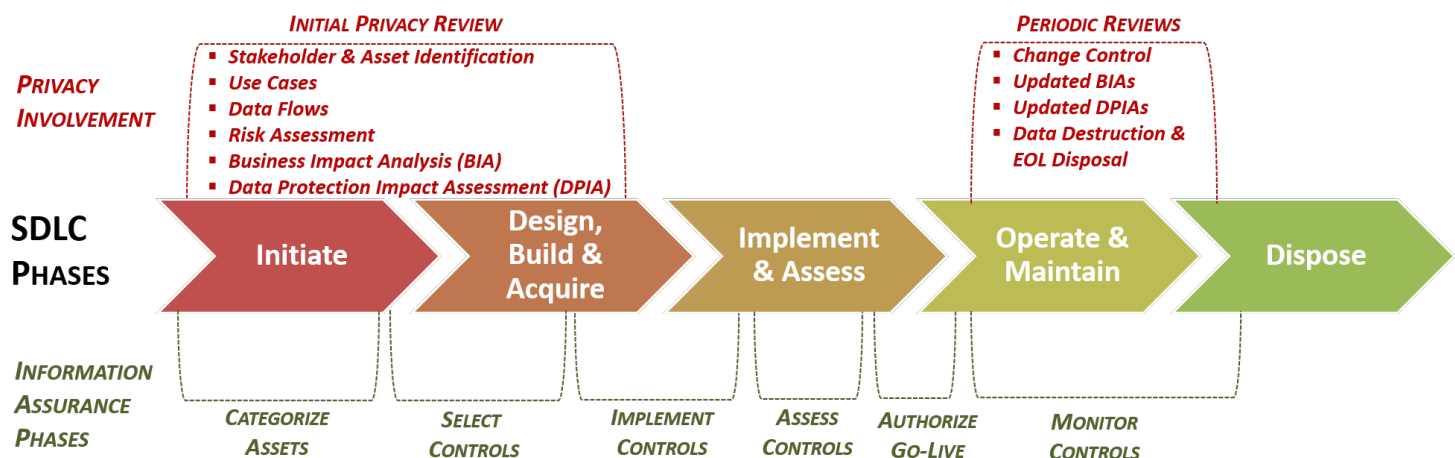 INITIAL PRIVACY REVIEW
▪ Stakeholder & Asset Identification
▪ Use Cases
▪ Data Flows
▪ Risk Assessment
▪ Business Impact Analysis (BIA)
▪ Data Protection Impact Assessment (DPIA)
PERIODIC REVIEWS
▪ Change Control
▪ Updated BIAs
▪ Updated DPIAs
▪ Data Destruction &
EOL Disposal
PRIVACY
INVOLVEMENT
SDLC
PHASES
Initiate
Design,
Build &
Acquire
Implement
& Assess
Operate &
Maintain
Dispose
INFORMATION
ASSURANCE
PHASES
CATEGORIZE
ASSETS
SELECT
CONTROLS
IMPLEMENT
CONTROLS
ASSESS
CONTROLS
AUTHORIZE
GO-LIVE
MONITOR
CONTROLS